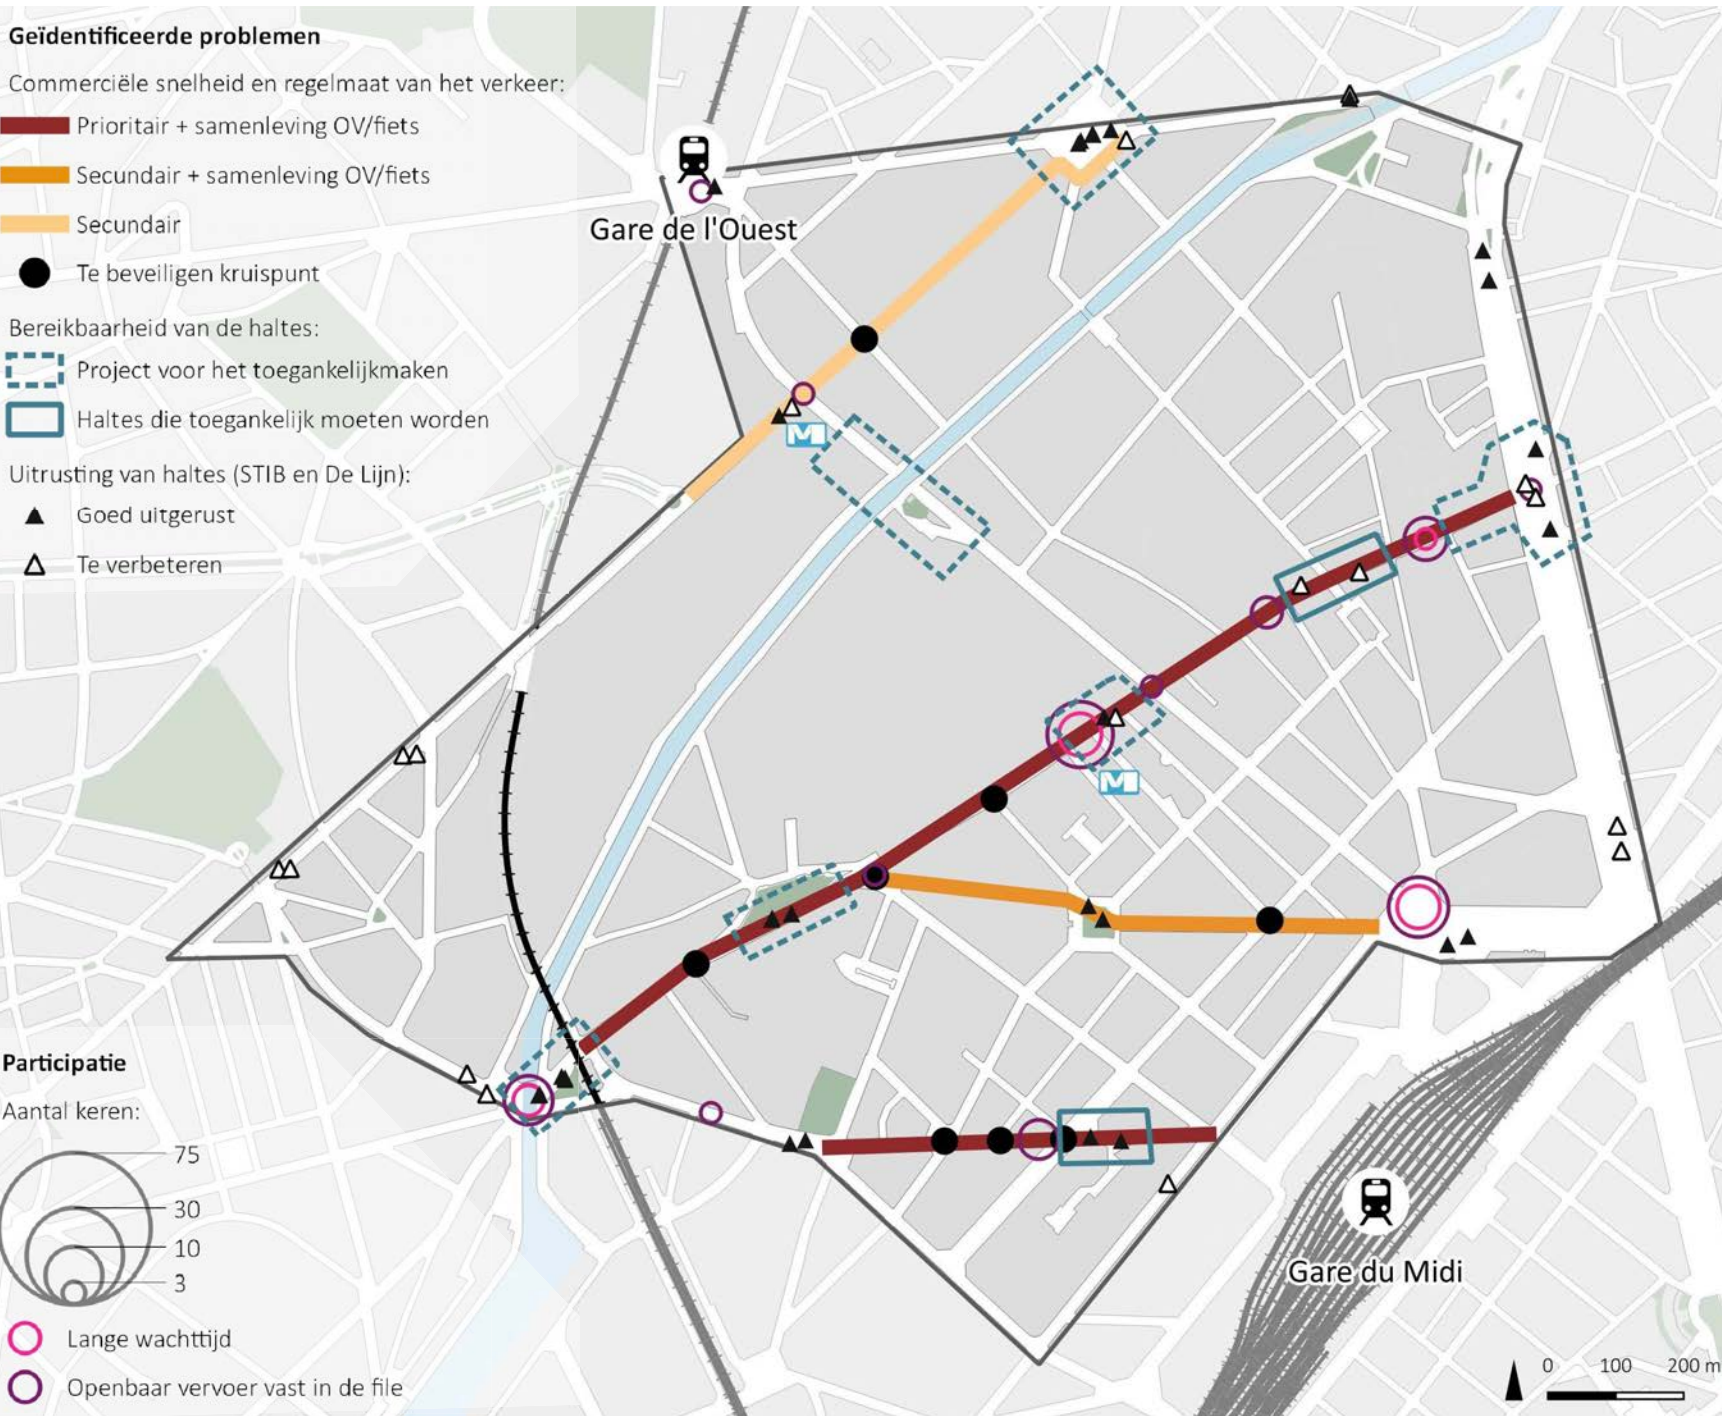 Geïdentificeerde problemen
Commerciële snelheid en regelmaat van het verkeer:
Prioritair + samenleving OV/fiets
Secundair + samenleving OV/fiets
Secundair
Te beveiligen kruispunt
Bereikbaarheid van de haltes:
Project voor het toegankelijkmaken
Haltes die toegankelijk moeten worden
Uitrusting van haltes (STIB en De Lijn):
Goed uitgerust
Te verbeteren
Gare de l'Ouest
M
M
Participatie
Aantal keren:
75
30
10
3
Lange wachttijd
Openbaar vervoer vast in de file
Gare du Midi
0 100 200 m